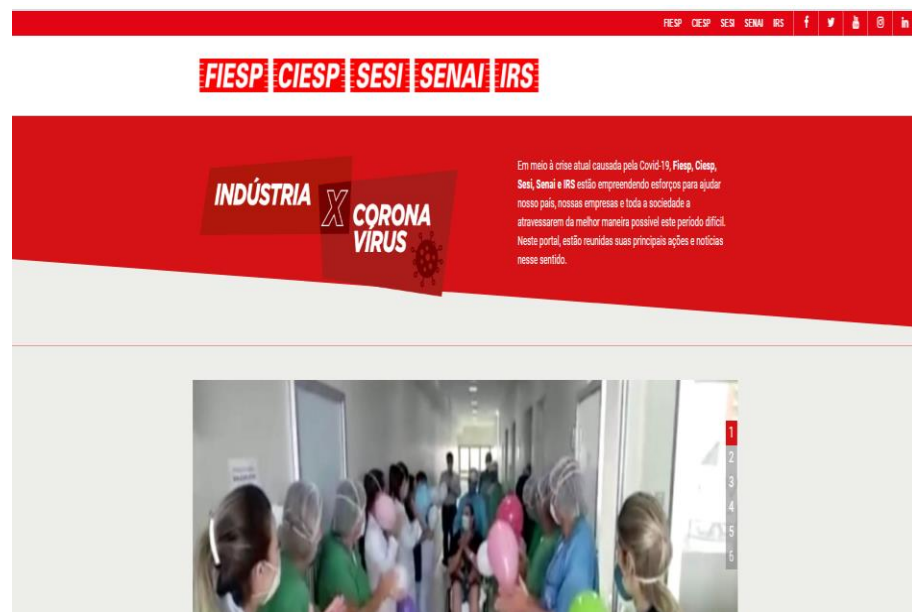 FIESP CIESP SESI SENAI IRS
FIESP CIESP SESI SENAI IRS
INDÚSTRIA X CORONA
VÍRUS
Em meio à crise atual causada pela Covid-19, Fiesp, Ciesp,
Sesi, Senai e IRS estão empreendendo esforços para ajudar
nosso país, nossas empresas e toda a sociedade a
atravessarem da melhor maneira possível este período difícil.
Neste portal, estão reunidas suas principais ações e notícias
nesse sentido.
1
2
3
4
5
6